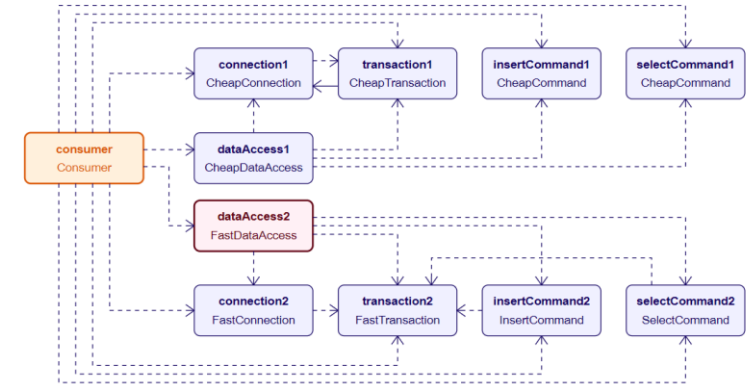 connection1
CheapConnection
transaction1
CheapTransaction
insertCommand1
CheapCommand
selectCommand1
CheapCommand
consumer
Consumer
dataAccess1
CheapDataAccess
dataAccess2
FastDataAccess
connection2
FastConnection
transaction2
FastTransaction
insertCommand2
InsertCommand
selectCommand2
SelectCommand